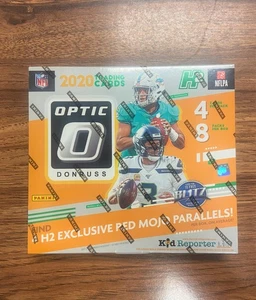 NFL
2020 TRADING
CARDS
H2
NFLPA
OPTIC
DONRUSS
4
8
PANINI
BLITZ
FIND
H2 EXCLUSIVE RED MOJO PARALLELS!
Kid Reporter